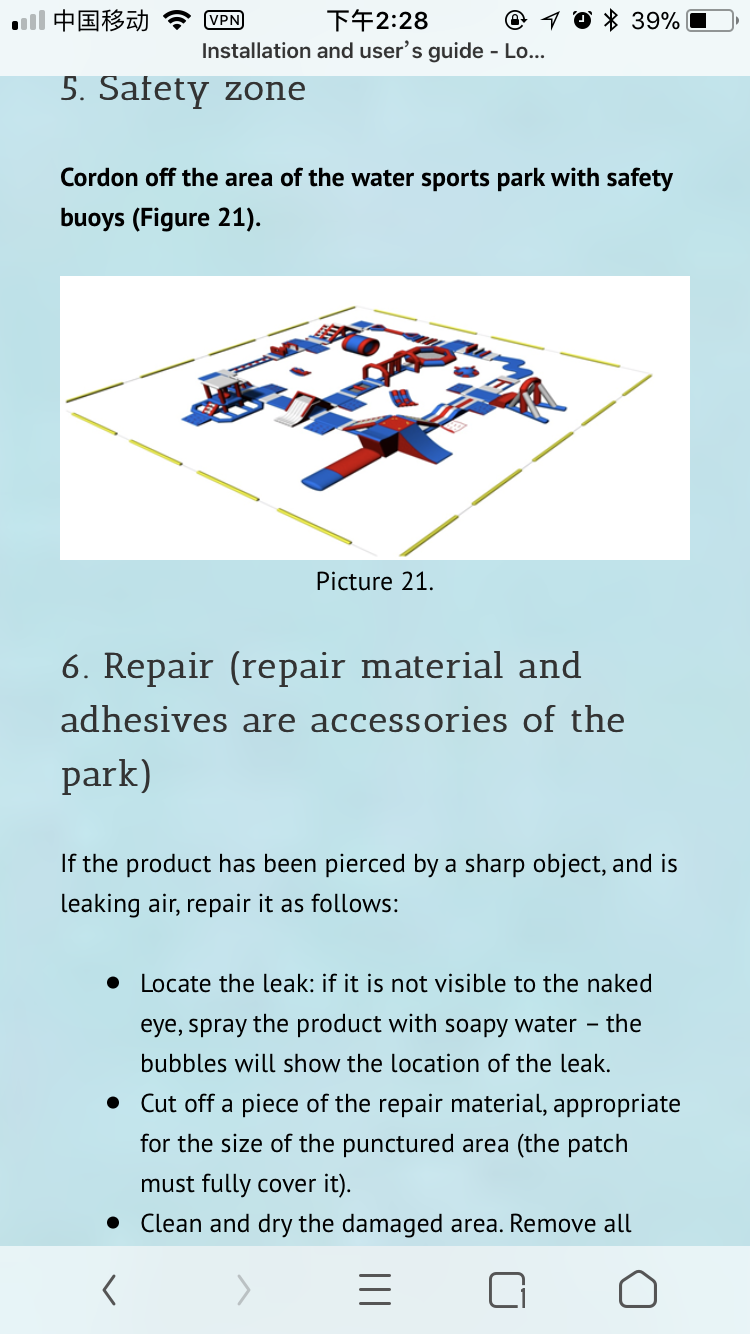 中国移动 VPN 下午2:28 39%
Installation and user's guide - Lo...
5. Safety zone
Cordon off the area of the water sports park with safety
buoys (Figure 21).
Picture 21.
6. Repair (repair material and
adhesives are accessories of the
park)
If the product has been pierced by a sharp object, and is
leaking air, repair it as follows:
● Locate the leak: if it is not visible to the naked
eye, spray the product with soapy water – the
bubbles will show the location of the leak.
● Cut off a piece of the repair material, appropriate
for the size of the punctured area (the patch
must fully cover it).
● Clean and dry the damaged area. Remove all
1